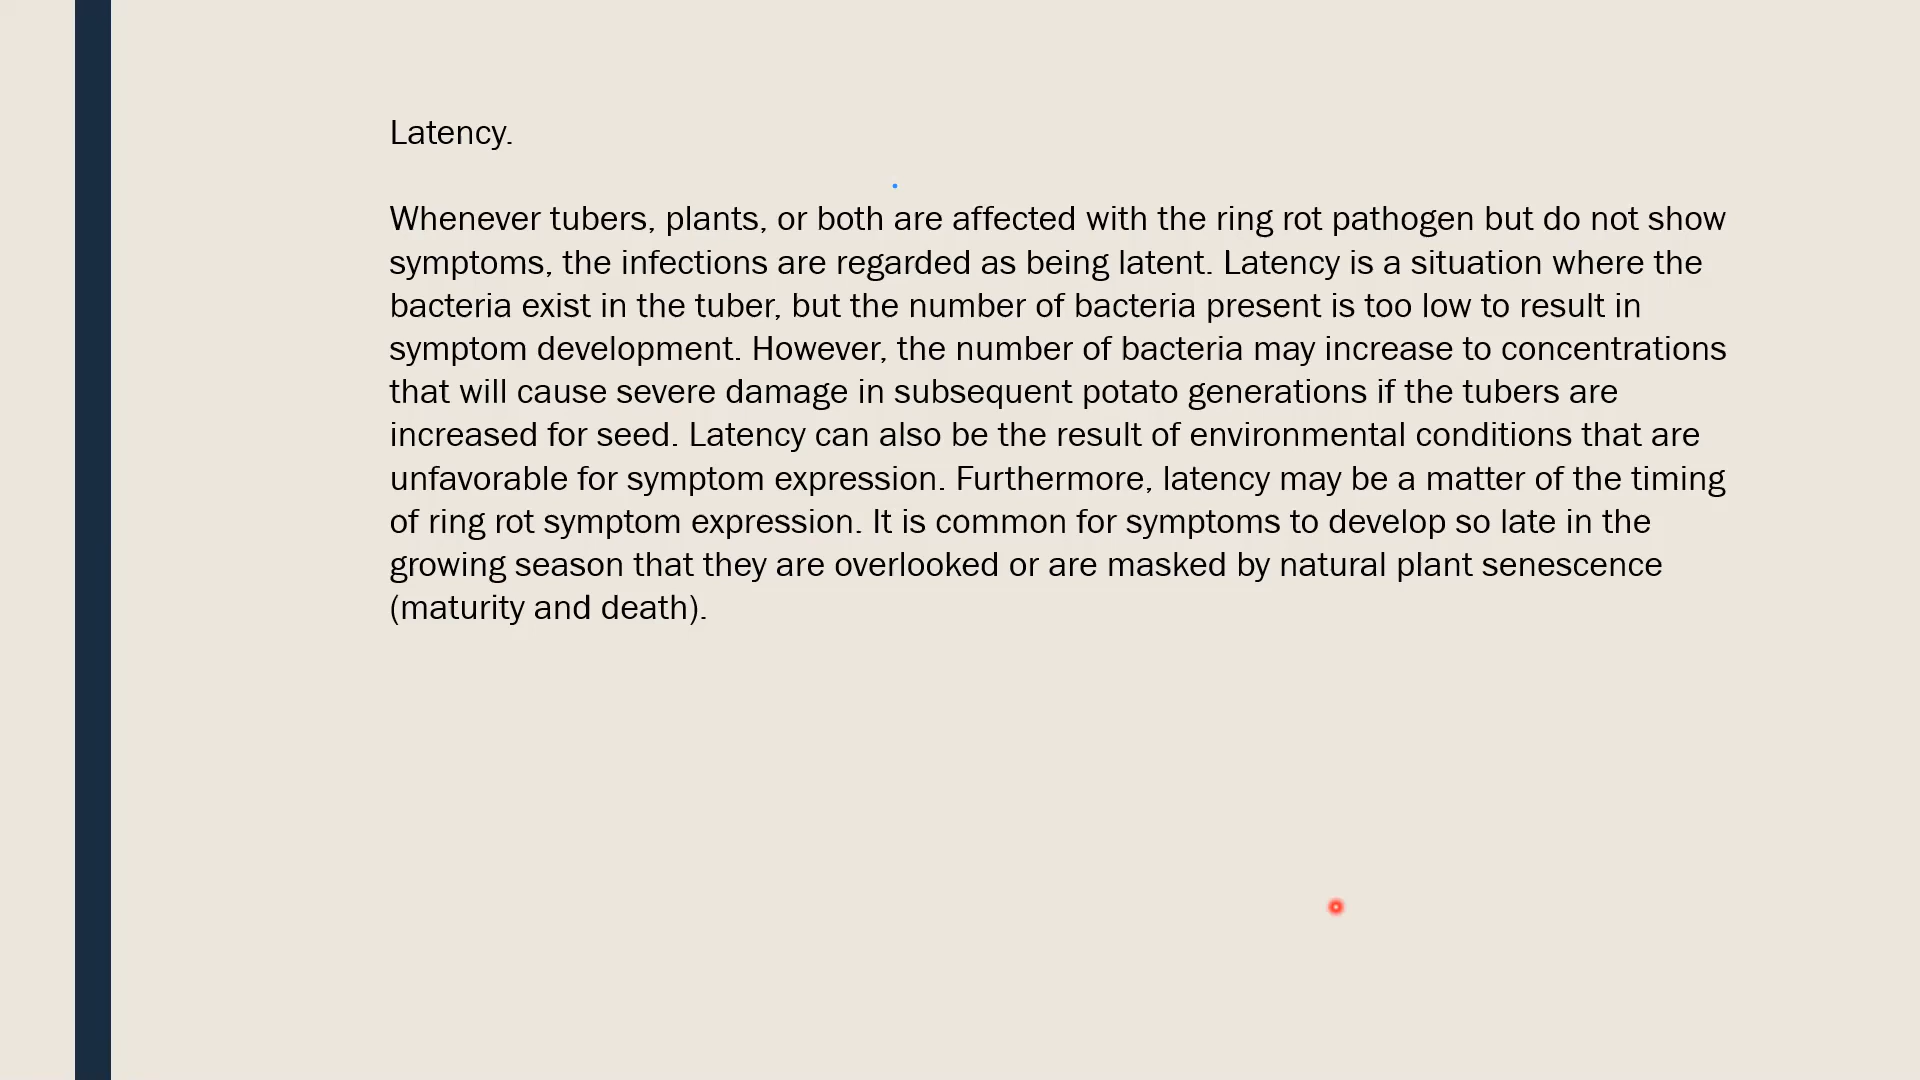 Latency.
Whenever tubers, plants, or both are affected with the ring rot pathogen but do not show
symptoms, the infections are regarded as being latent. Latency is a situation where the
bacteria exist in the tuber, but the number of bacteria present is too low to result in
symptom development. However, the number of bacteria may increase to concentrations
that will cause severe damage in subsequent potato generations if the tubers are
increased for seed. Latency can also be the result of environmental conditions that are
unfavorable for symptom expression. Furthermore, latency may be a matter of the timing
of ring rot symptom expression. It is common for symptoms to develop so late in the
growing season that they are overlooked or are masked by natural plant senescence
(maturity and death).